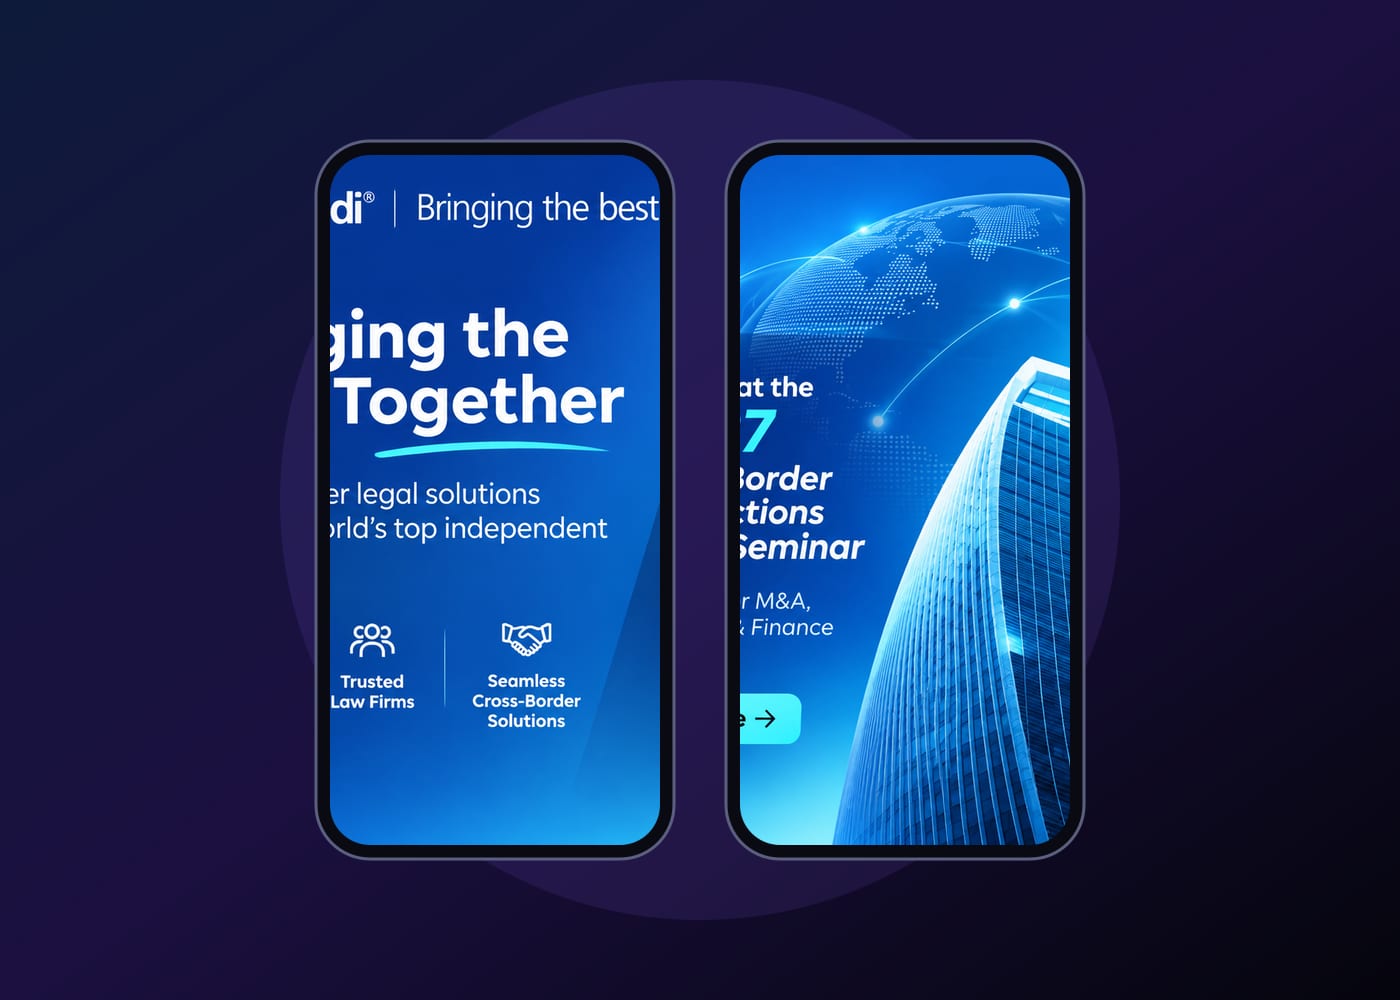 di® | Bringing the best
ging the
Together
er legal solutions
orld's top independent
Trusted
Law Firms
Seamless
Cross-Border
Solutions
at the
7
Border
ctions
Seminar
r M&A,
& Finance
e →